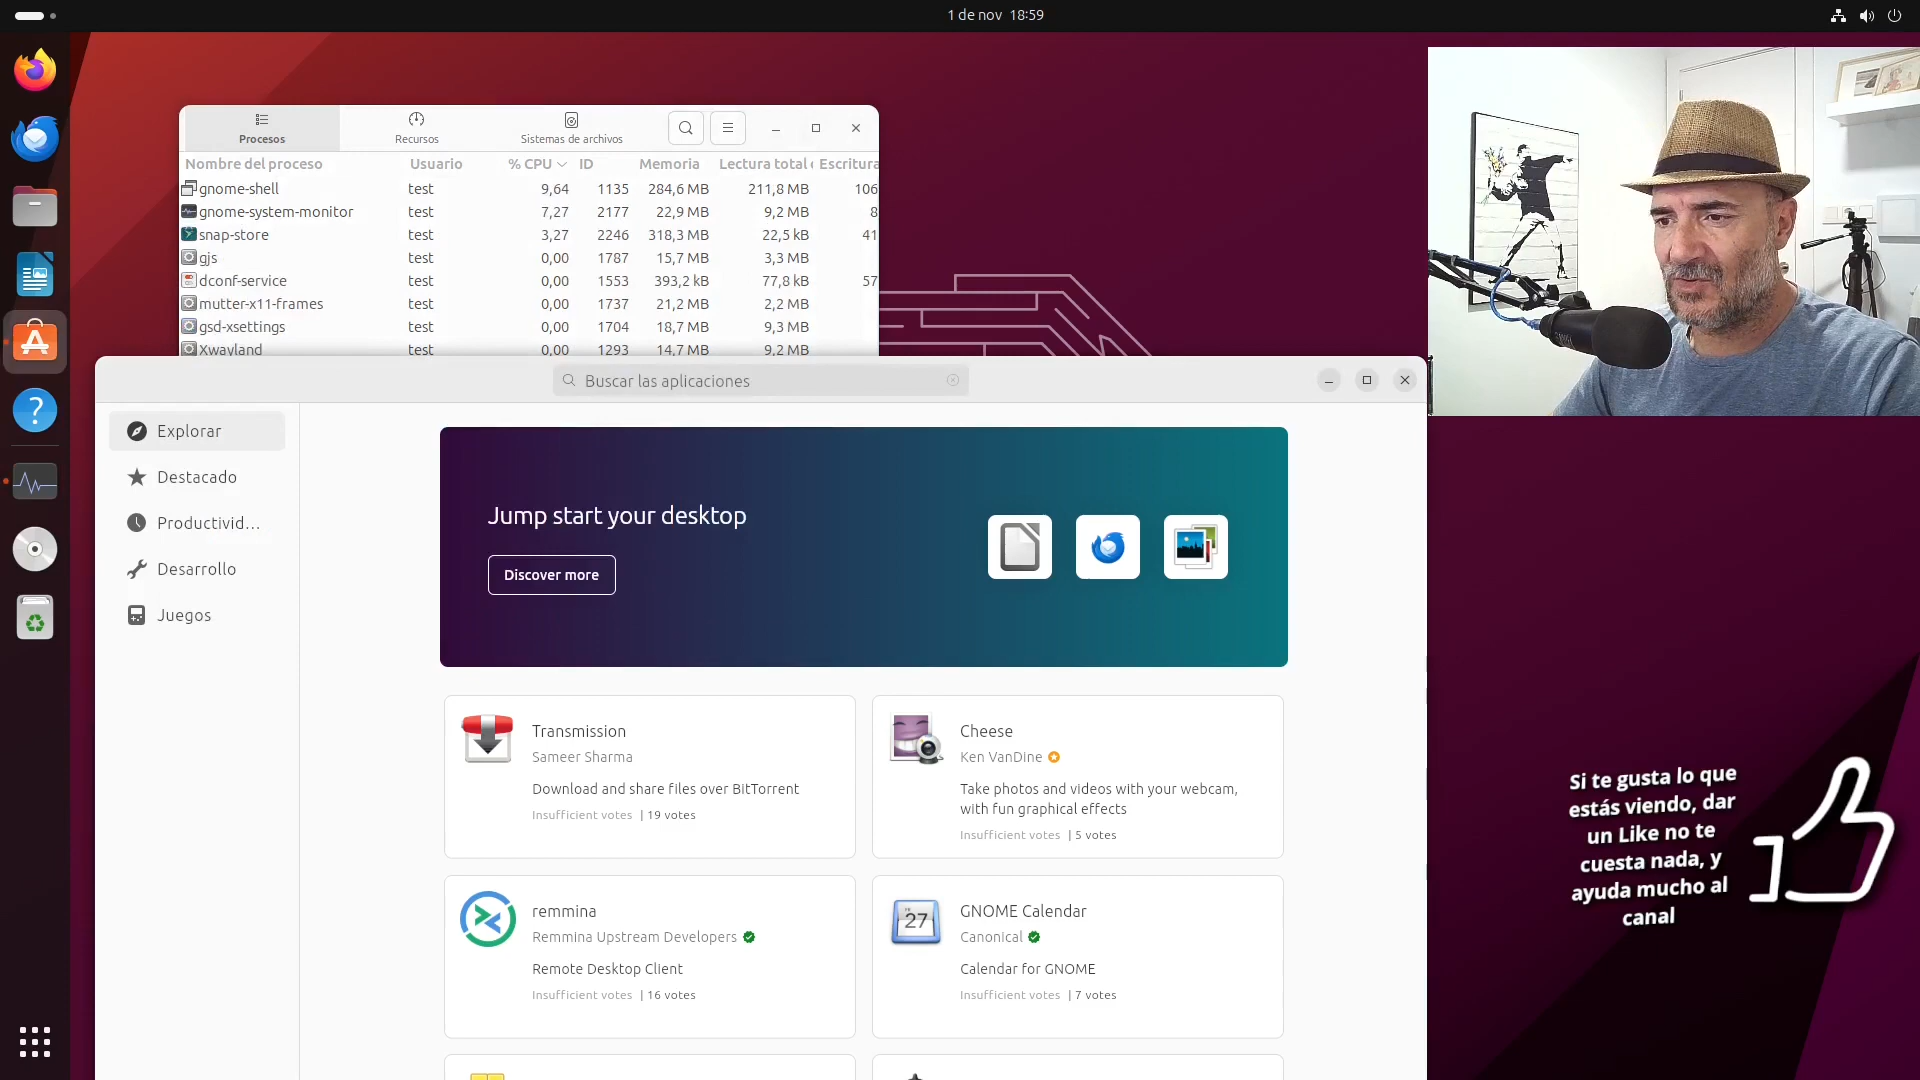 1 de nov 18:59
Procesos
Recursos
Sistemas de archivos
Nombre del proceso Usuario % CPU ID Memoria Lectura total Escritura
gnome-shell test 9,64 1135 284,6 MB 211,8 MB 106
gnome-system-monitor test 7,27 2177 22,9 MB 9,2 MB 8
snap-store test 3,27 2246 318,3 MB 22,5 kB 41
gjs test 0,00 1787 15,7 MB 3,3 MB
dconf-service test 0,00 1553 393,2 kB 77,8 kB 57
mutter-x11-frames test 0,00 1737 21,2 MB 2,2 MB
gsd-xsettings test 0,00 1704 18,7 MB 9,3 MB
Xwayland test 0,00 1293 14,7 MB 9,2 MB
Buscar las aplicaciones
Explorar
Destacado
Productivid...
Desarrollo
Juegos
Jump start your desktop
Discover more
Transmission
Sameer Sharma
Download and share files over BitTorrent
Insufficient votes | 19 votes
Cheese
Ken VanDine
Take photos and videos with your webcam,
with fun graphical effects
Insufficient votes | 5 votes
remmina
Remmina Upstream Developers
Remote Desktop Client
Insufficient votes | 16 votes
27
GNOME Calendar
Canonical
Calendar for GNOME
Insufficient votes | 7 votes
Si te gusta lo que
estás viendo, dar
un Like no te
cuesta nada, y
ayuda mucho al
canal